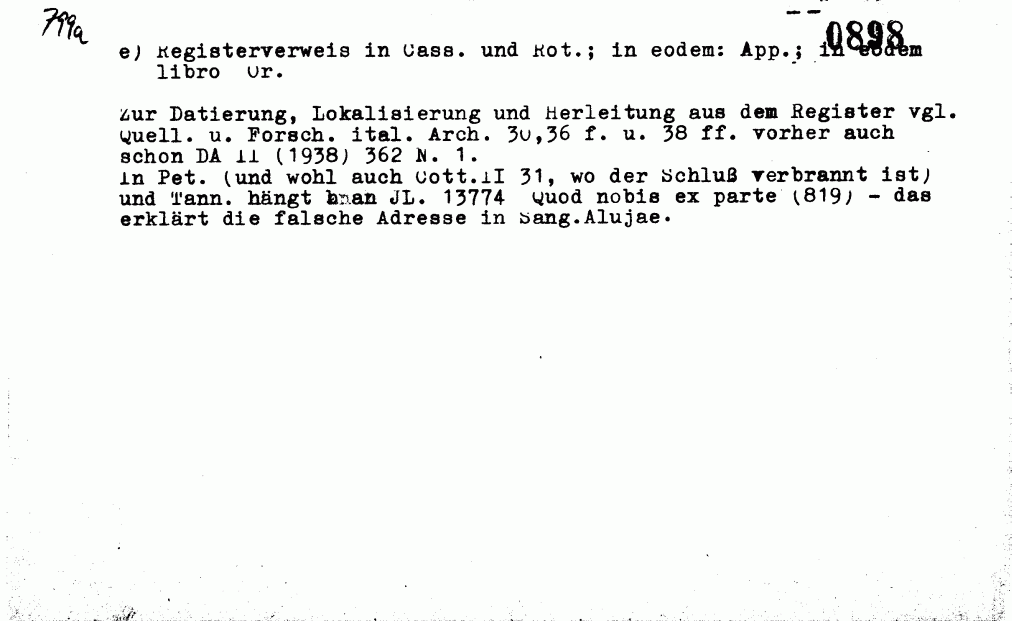 799a
0898
e) Registerverweis in Cass. und Rot.; in eodem: App.; in eodem
libro Or.
Zur Datierung, Lokalisierung und Herleitung aus dem Register vgl.
Quell. u. Forsch. ital. Arch. 30,36 f. u. 38 ff. vorher auch
schon DA II (1938) 362 N. 1.
In Pet. (und wohl auch Cott.II 31, wo der Schluß verbrannt ist)
und Tann. hängt an JL. 13774 Quod nobis ex parte (819) - das
erklärt die falsche Adresse in Sang.Alujae.